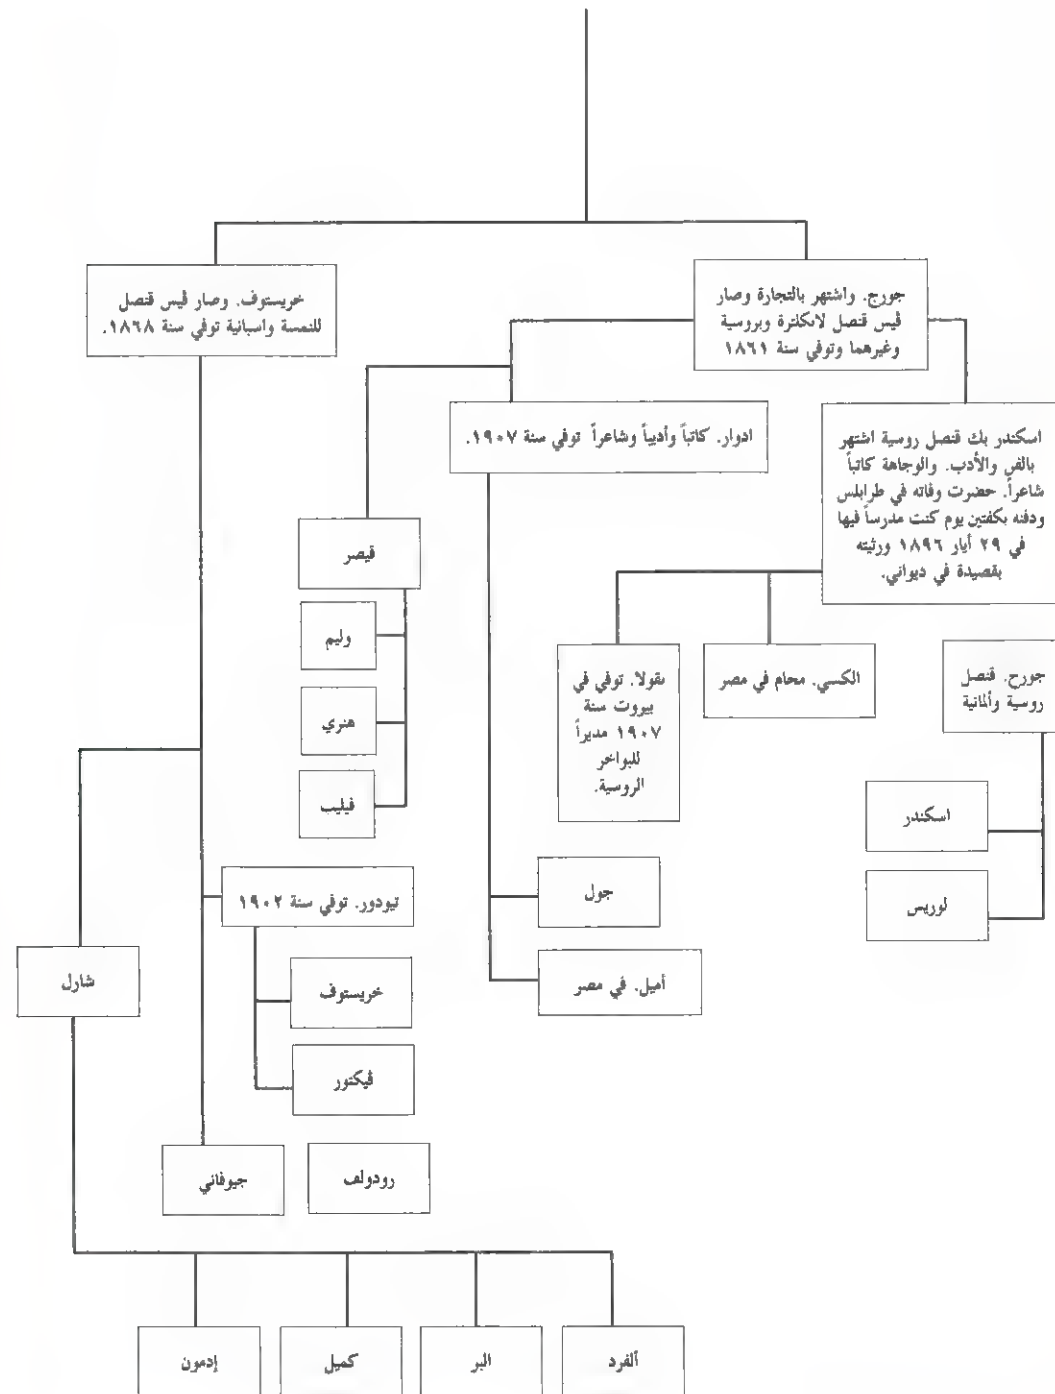 جورج. واشتهر بالتجارة وصار
ڤيس قنصل لانكلترة وبروسية
وغيرهما وتوفي سنة ١٨٦١
خريستوف. وصار ڤيس قنصل
للنمسة واسبانية توفي سنة ١٨٦٨.
اسكندر بك قنصل روسية اشتهر
بالفن والأدب. والوجاهة كاتباً
شاعراً. حضرت وفاته في طرابلس
ودفنه بكفتين يوم كنت مدرساً فيها
في ٢٩ أيار ١٨٩٦ ورثيته
بقصيدة في ديواني.
ادوار. كاتباً وأديباً وشاعراً توفي سنة ١٩٠٧.
قيصر
وليم
هنري
فيليب
جورج. قنصل
روسية وألمانية
الكسي. محام في مصر
نقولا. توفي في
بيروت سنة
١٩٠٧ مديراً
للبواخر
الروسية.
اسكندر
لوريس
جول
أميل. في مصر
تيودور. توفي سنة ١٩٠٢
خريستوف
ڤيكتور
شارل
رودولف
جيوفاني
ألفرد
البر
كميل
إدمون